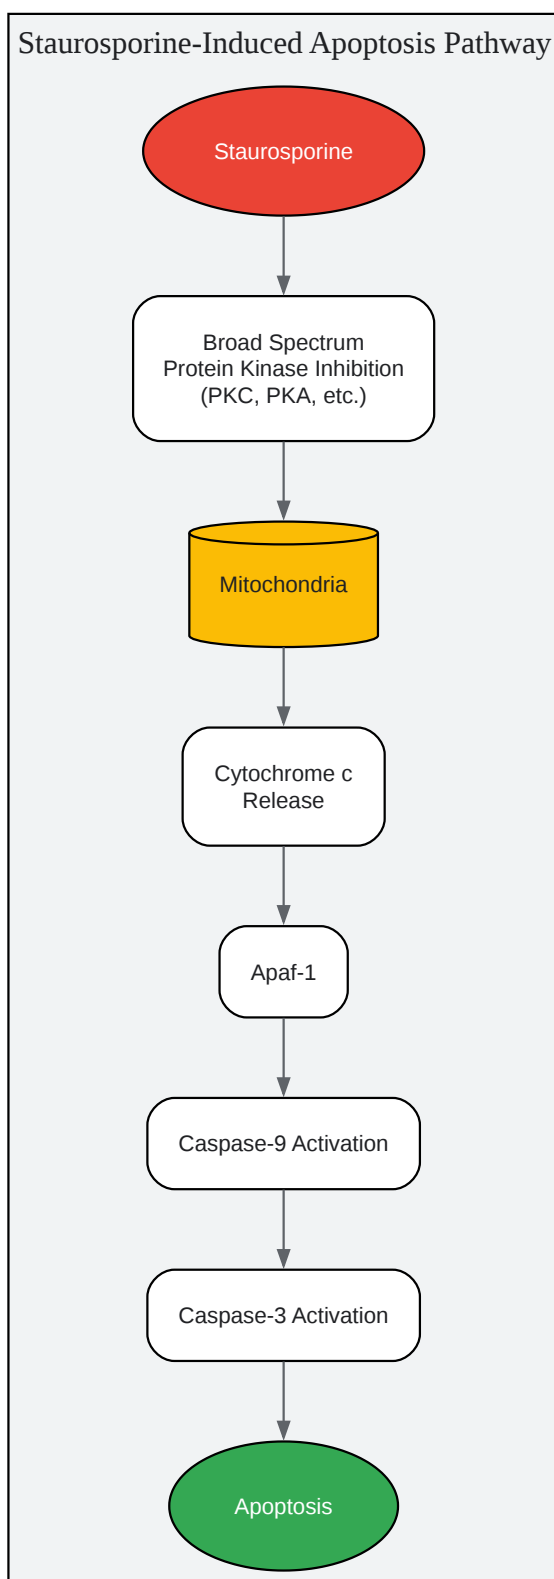 Staurosporine-Induced Apoptosis Pathway
Staurosporine
Broad Spectrum
Protein Kinase Inhibition
(PKC, PKA, etc.)
Mitochondria
Cytochrome c
Release
Apaf-1
Caspase-9 Activation
Caspase-3 Activation
Apoptosis